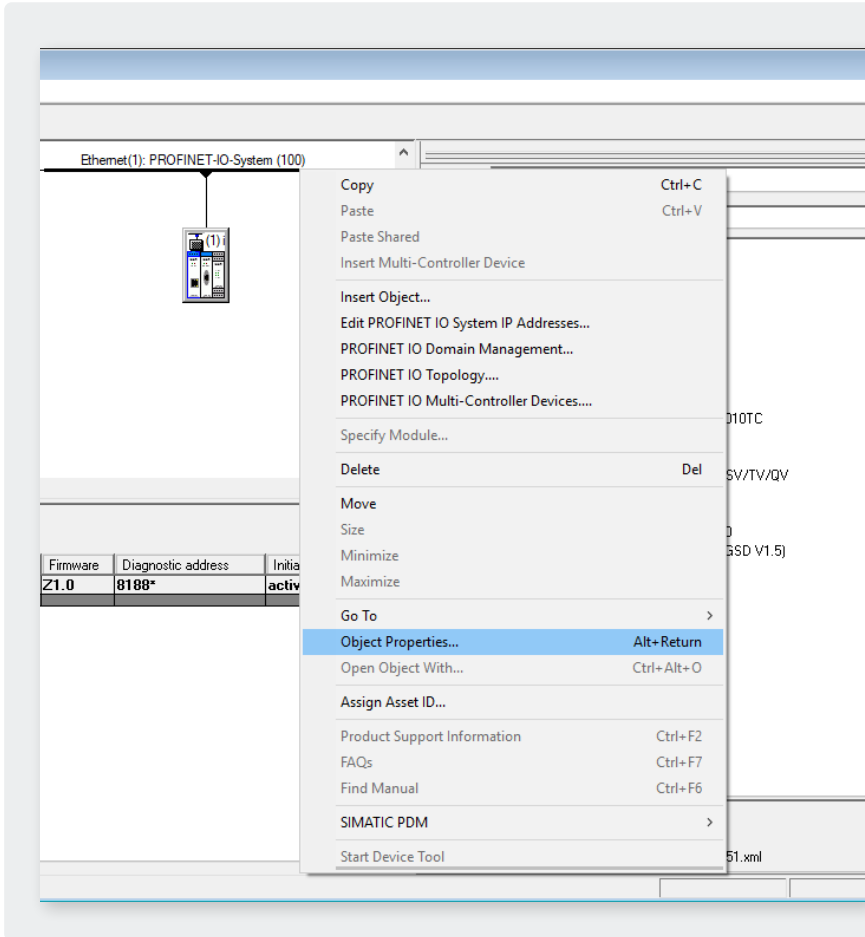 Ethernet(1): PROFINET-IO-System (100)
(1) i
Copy Ctrl+C
Paste Ctrl+V
Paste Shared
Insert Multi-Controller Device
Insert Object...
Edit PROFINET IO System IP Addresses...
PROFINET IO Domain Management...
PROFINET IO Topology....
PROFINET IO Multi-Controller Devices....
010TC
Specify Module...
Delete Del
SV/TV/QV
Move
Size
Minimize
GSD V1.5)
Maximize
Firmware Diagnostic address Initia
Z1.0 8188* activ
Go To
Object Properties... Alt+Return
Open Object With... Ctrl+Alt+O
Assign Asset ID...
Product Support Information Ctrl+F2
FAQs Ctrl+F7
Find Manual Ctrl+F6
SIMATIC PDM
Start Device Tool
51.xml